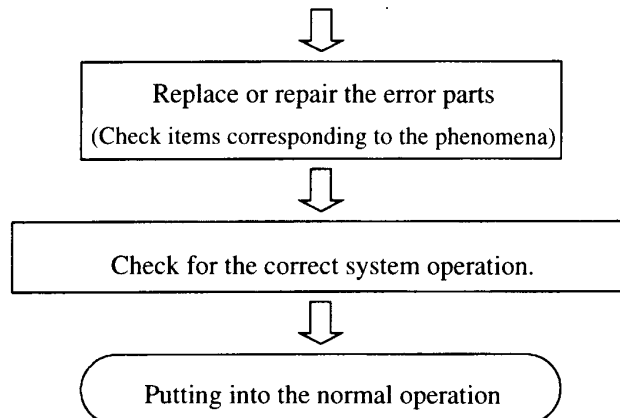 Replace or repair the error parts
(Check items corresponding to the phenomena)
Check for the correct system operation.
Putting into the normal operation